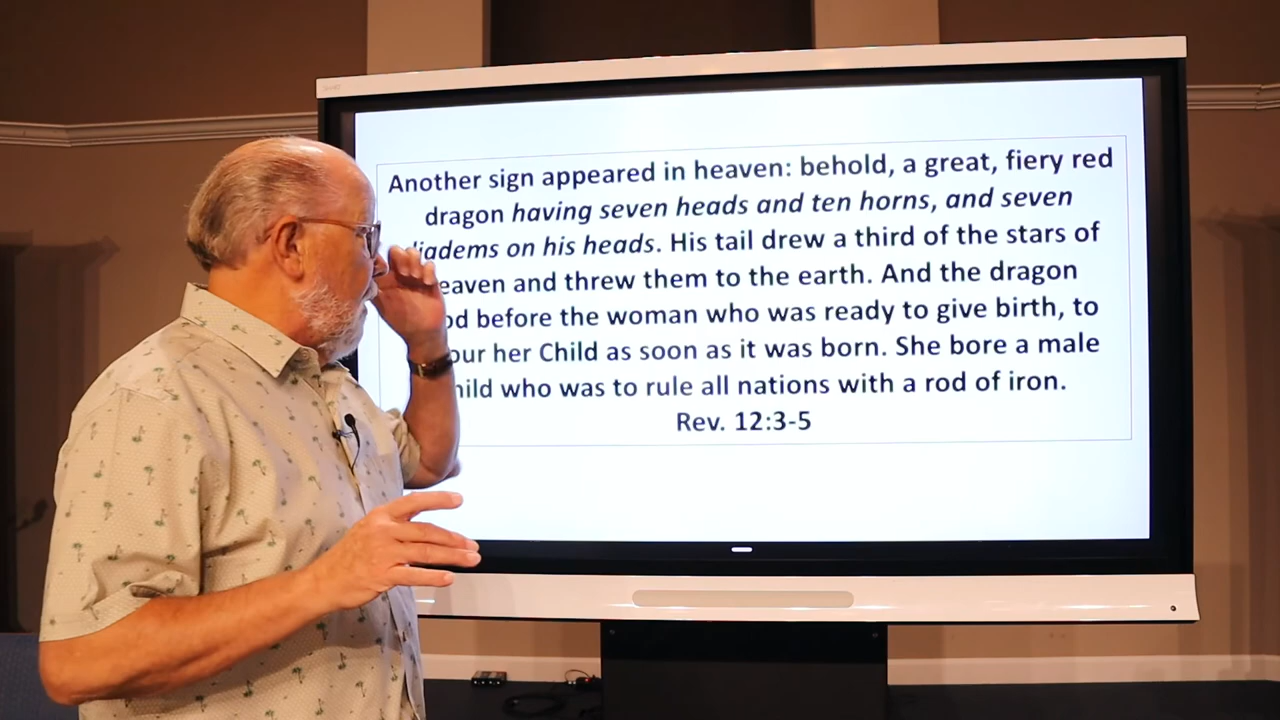 Another sign appeared in heaven: behold, a great, fiery red
dragon having seven heads and ten horns, and seven
on his heads. His tail drew a third of the stars of
and threw them to the earth. And the dragon
before the woman who was ready to give birth, to
her Child as soon as it was born. She bore a male
who was to rule all nations with a rod of iron.
Rev. 12:3-5